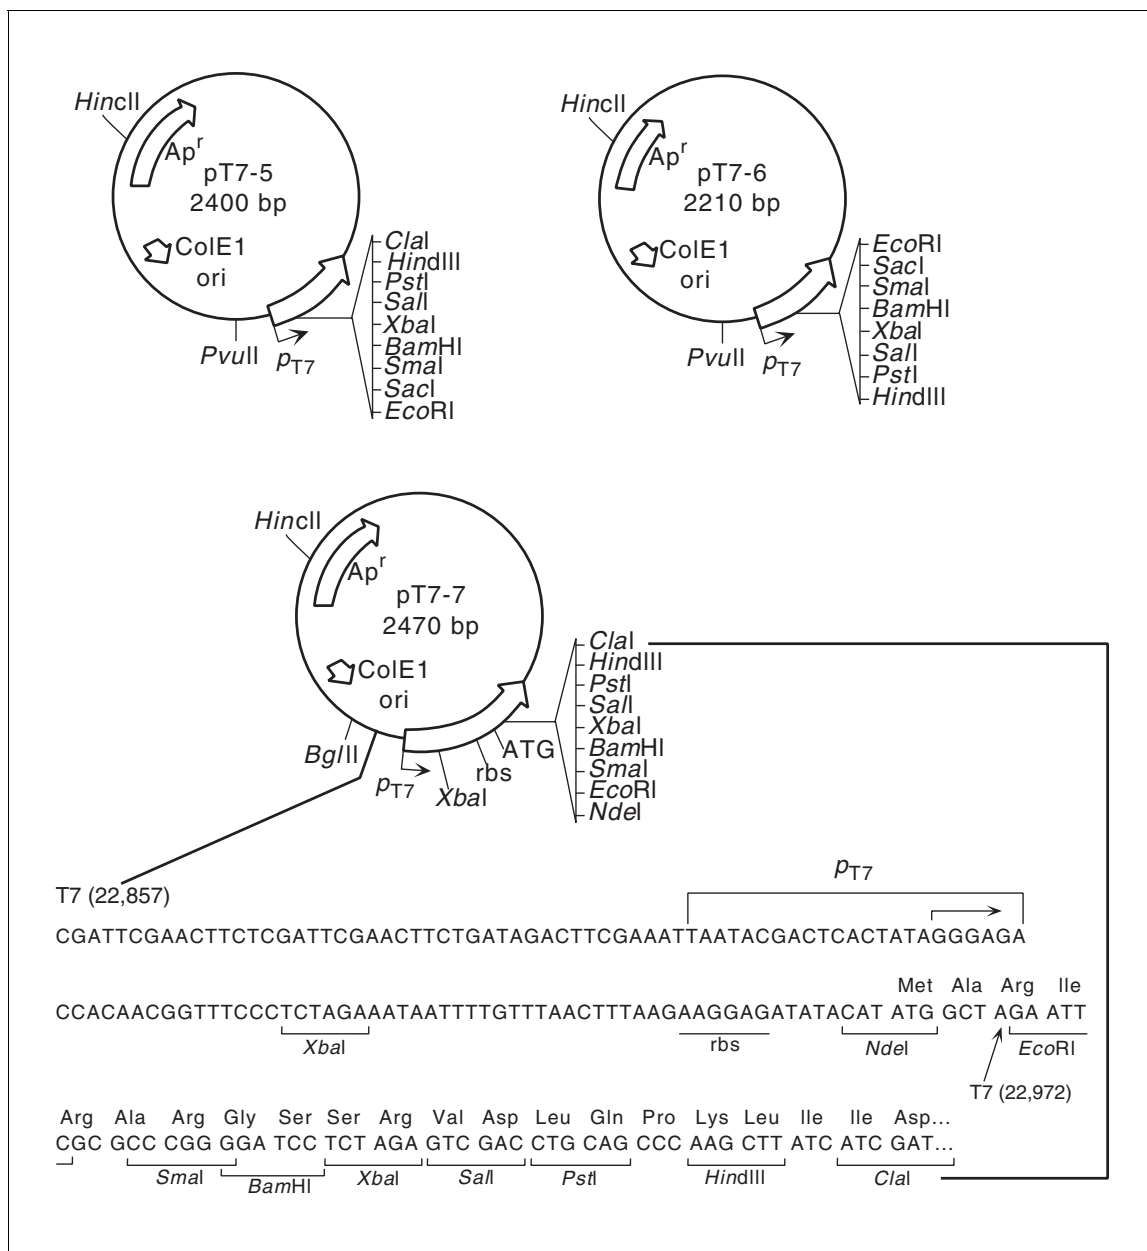 HincII
Apʳ
pT7-5
2400 bp
ColE1
ori
PvuII
pT7
ClaI
HindIII
PstI
SalI
XbaI
BamHI
SmaI
SacI
EcoRI
HincII
Apʳ
pT7-6
2210 bp
ColE1
ori
PvuII
pT7
EcoRI
SacI
SmaI
BamHI
XbaI
SalI
PstI
HindIII
HincII
Apʳ
pT7-7
2470 bp
ColE1
ori
BglII
pT7
XbaI
rbs
ATG
ClaI
HindIII
PstI
SalI
XbaI
BamHI
SmaI
EcoRI
NdeI
T7 (22,857)
pT7
CGATTCGAACTTCTCGATTCGAACTTCTGATAGACTTCGAAATTAATACGACTCACTATAGGGAGA
Met Ala Arg Ile
CCACAACGGTTTCCCTCTAGAAATAATTTTGTTTAACTTTAAGAAGGAGATATACAT ATG GCT AGA ATT
XbaI rbs NdeI EcoRI
T7 (22,972)
Arg Ala Arg Gly Ser Ser Arg Val Asp Leu Gln Pro Lys Leu Ile Ile Asp...
CGC GCC CGG GGA TCC TCT AGA GTC GAC CTG CAG CCC AAG CTT ATC ATC GAT...
SmaI BamHI XbaI SalI PstI HindIII ClaI